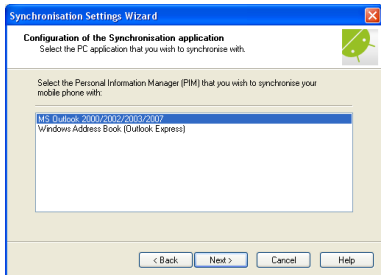 Synchronisation Settings Wizard
Configuration of the Synchronisation application
Select the PC application that you wish to synchronise with.
Select the Personal Information Manager (PIM) that you wish to synchronise your
mobile phone with:
MS Outlook 2000/2002/2003/2007
Windows Address Book (Outlook Express)
< Back Next > Cancel Help